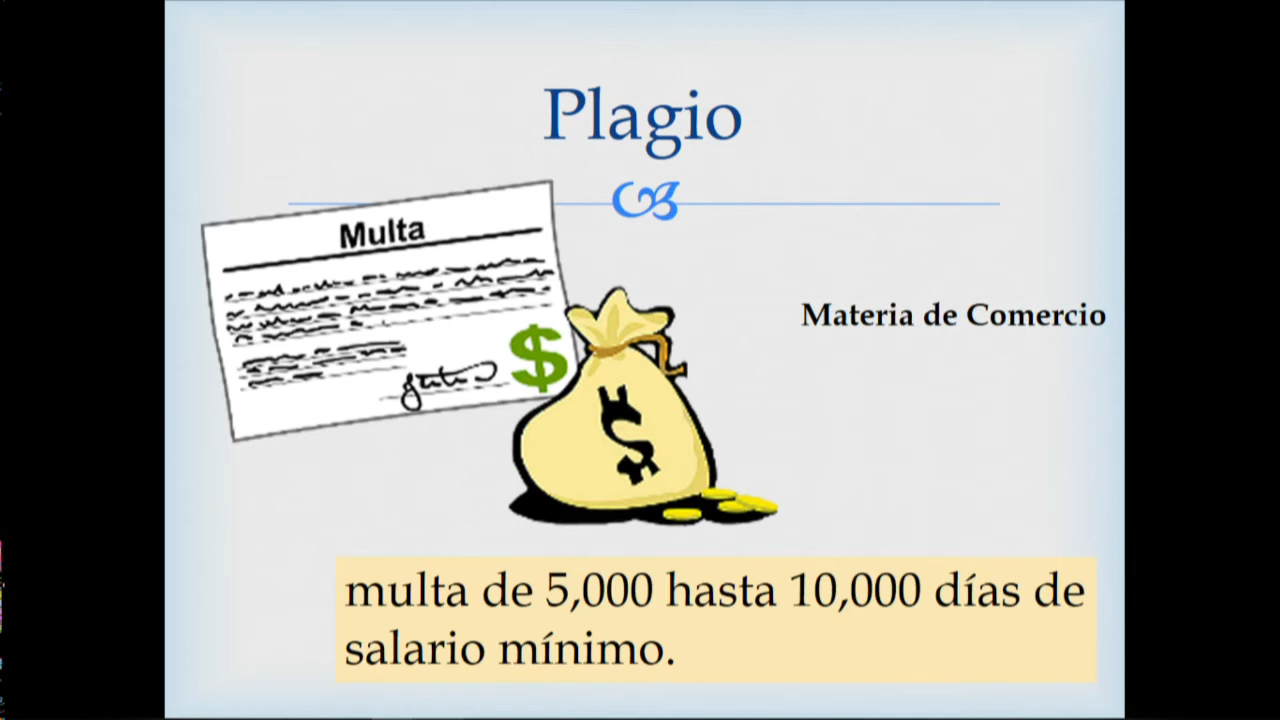 Plagio
Multa
$
Materia de Comercio
$
multa de 5,000 hasta 10,000 días de
salario mínimo.